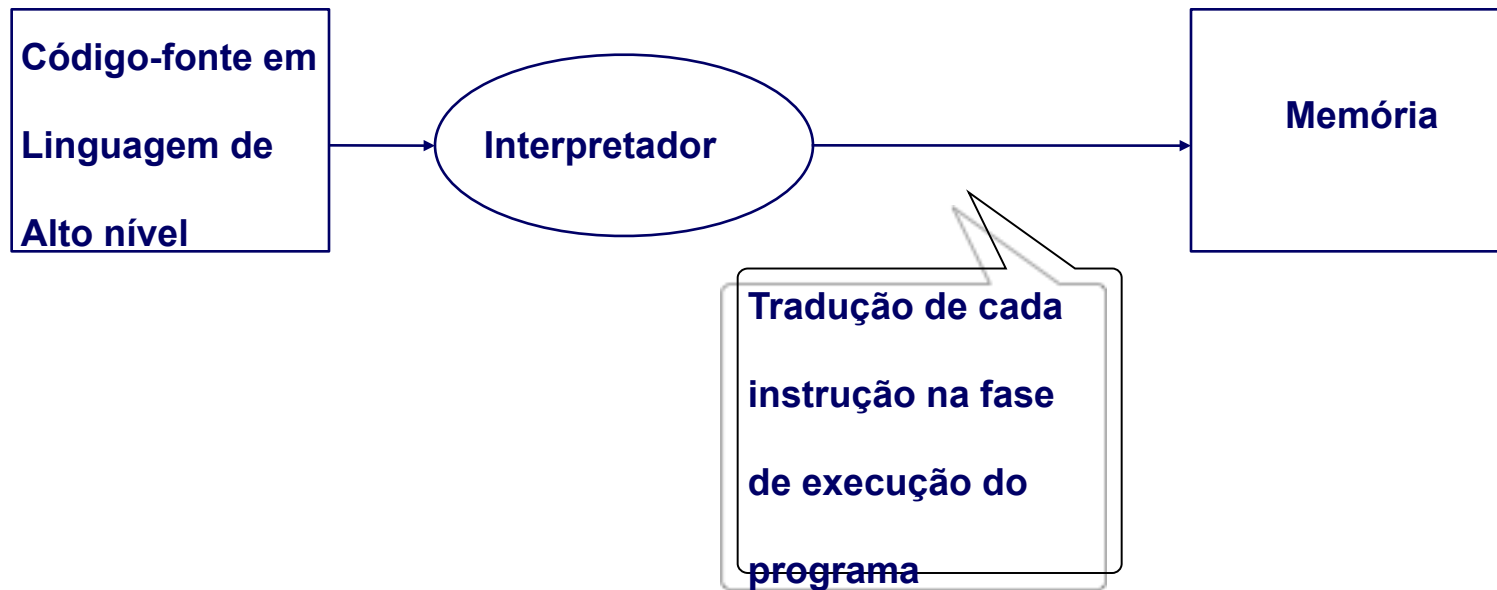 Código-fonte em
Linguagem de
Alto nível
Interpretador
Memória
Tradução de cada
instrução na fase
de execução do
programa